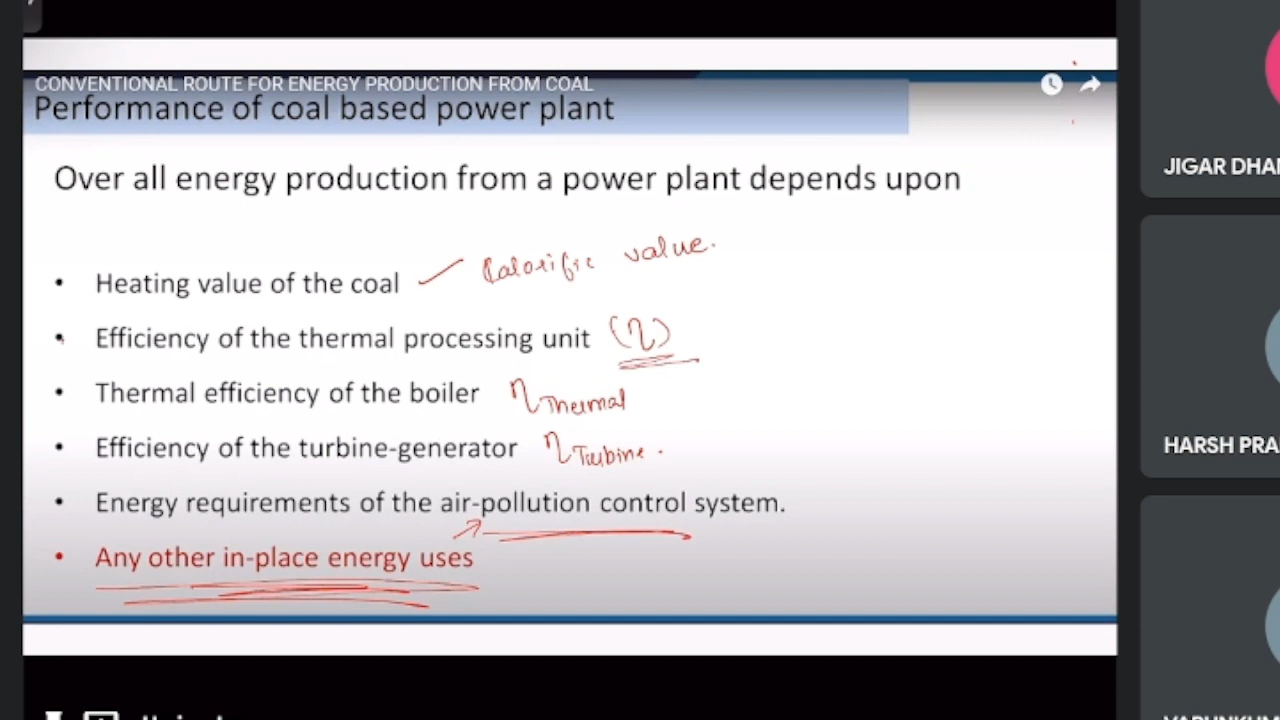 CONVENTIONAL ROUTE FOR ENERGY PRODUCTION FROM COAL
Performance of coal based power plant
Over all energy production from a power plant depends upon
• Heating value of the coal ✓ Calorific value.
• Efficiency of the thermal processing unit (η)
• Thermal efficiency of the boiler η Thermal
• Efficiency of the turbine-generator η Turbine.
• Energy requirements of the air-pollution control system.
• Any other in-place energy uses
JIGAR DHA
HARSH PRA